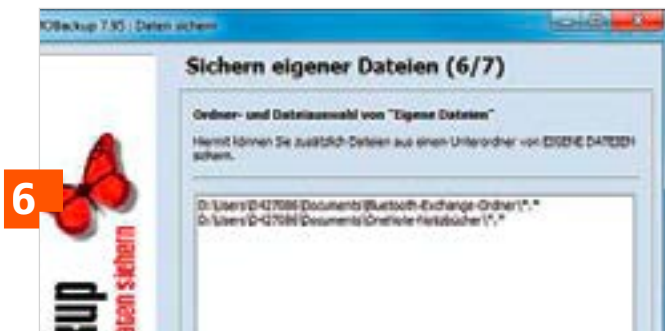 MOBackup 7.95 : Daten sichern
Sichern eigener Dateien (6/7)
Ordner- und Dateiauswahl von "Eigene Dateien"
Hiermit können Sie zusätzlich Dateien aus einem Unterordner von EIGENE DATEIEN
sichern.
6
D:\Users\D427086\Documents\Bluetooth-Exchange-Ordner\*.*
D:\Users\D427086\Documents\OneNote-Notizbücher\*.*
kup
aten sichern